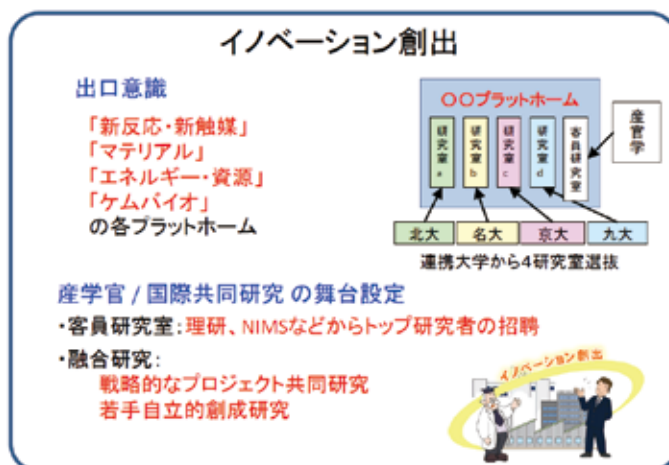 イノベーション創出
出口意識
「新反応・新触媒」
「マテリアル」
「エネルギー・資源」
「ケムバイオ」
の各プラットホーム
〇〇プラットホーム
研究室a
研究室b
研究室c
研究室d
客員研究室
産官学
北大
名大
京大
九大
連携大学から4研究室選抜
産学官 / 国際共同研究 の舞台設定
・客員研究室：理研、NIMSなどからトップ研究者の招聘
・融合研究：
戦略的なプロジェクト共同研究
若手自立的創成研究
イノベーション創出